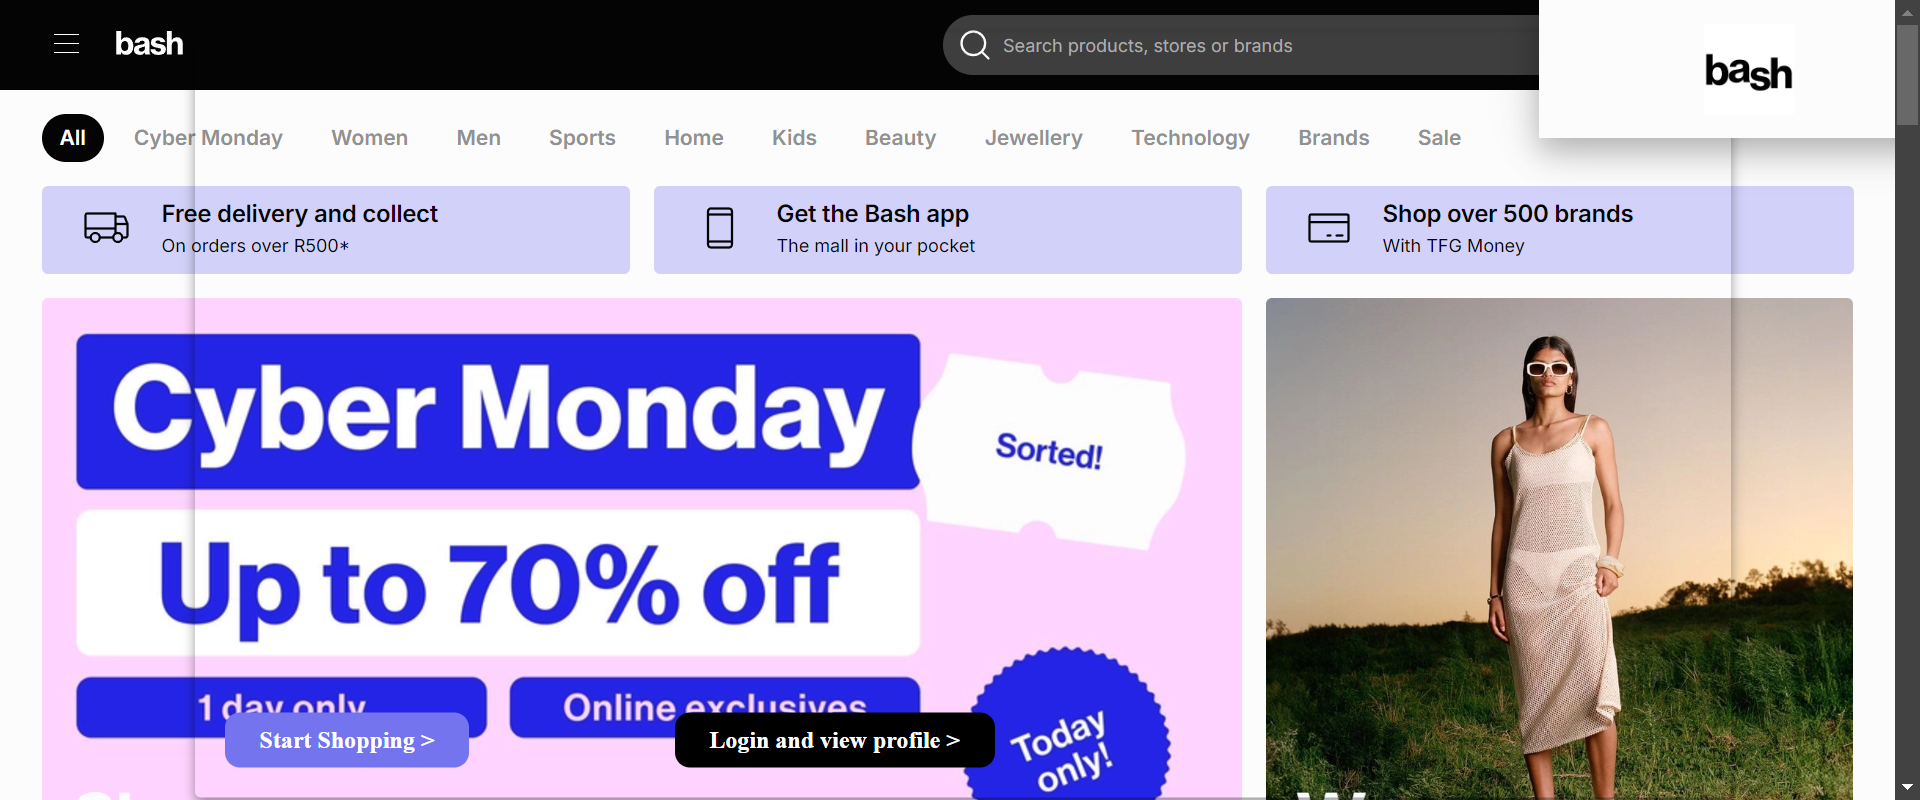 bash
Search products, stores or brands
bash
All Cyber Monday Women Men Sports Home Kids Beauty Jewellery Technology Brands Sale
Free delivery and collect
On orders over R500*
Get the Bash app
The mall in your pocket
Shop over 500 brands
With TFG Money
Cyber Monday
Sorted!
Up to 70% off
1 day only
Online exclusives
Today
only!
Start Shopping >
Login and view profile >